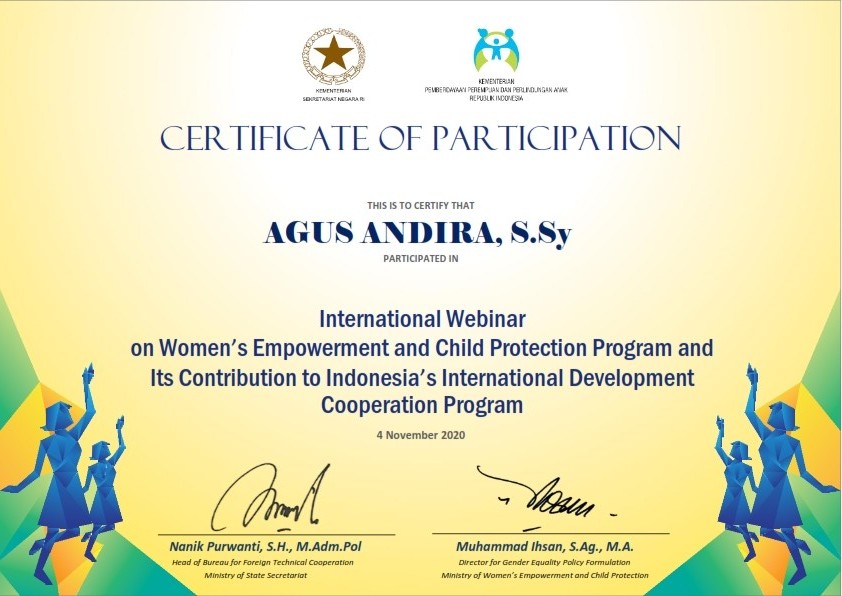 KEMENTERIAN
SEKRETARIAT NEGARA RI
KEMENTERIAN
PEMBERDAYAAN PEREMPUAN DAN PERLINDUNGAN ANAK
REPUBLIK INDONESIA
CERTIFICATE OF PARTICIPATION
THIS IS TO CERTIFY THAT
AGUS ANDIRA, S.Sy
PARTICIPATED IN
International Webinar
on Women's Empowerment and Child Protection Program and
Its Contribution to Indonesia's International Development
Cooperation Program
4 November 2020
Nanik Purwanti, S.H., M.Adm.Pol
Head of Bureau for Foreign Technical Cooperation
Ministry of State Secretariat
Muhammad Ihsan, S.Ag., M.A.
Director for Gender Equality Policy Formulation
Ministry of Women's Empowerment and Child Protection